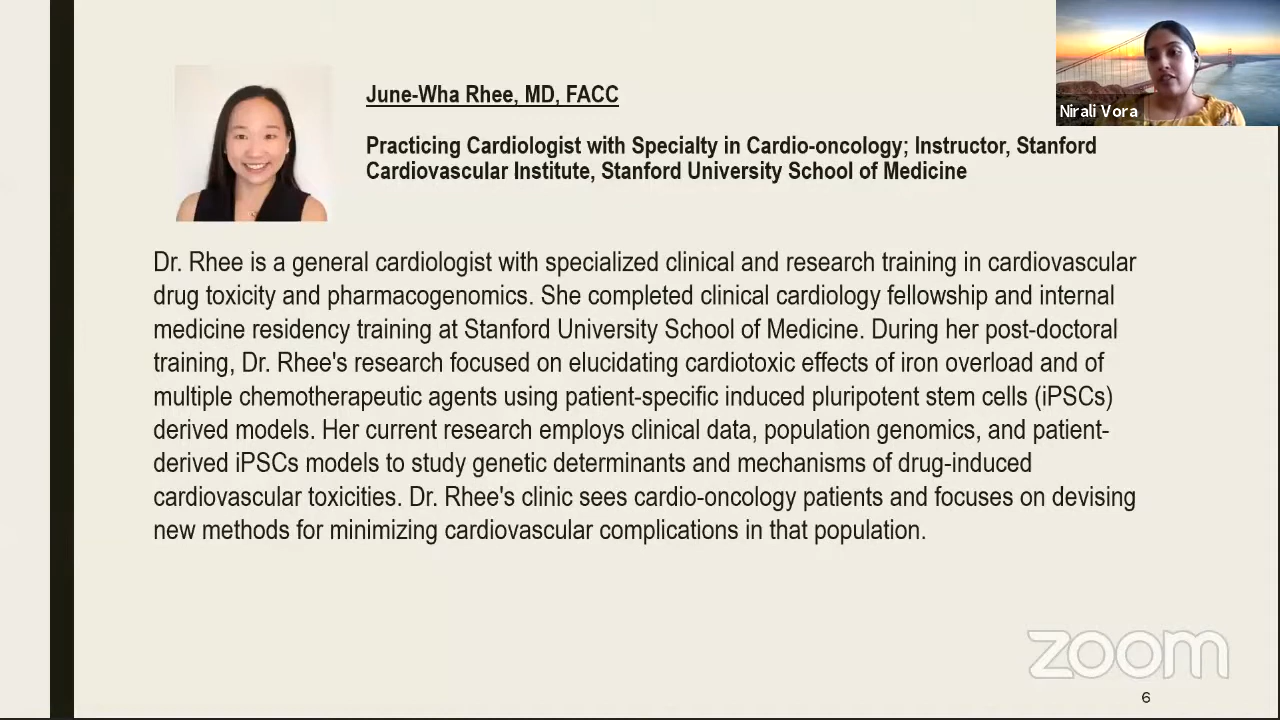 June-Wha Rhee, MD, FACC
Nirali Vora
Practicing Cardiologist with Specialty in Cardio-oncology; Instructor, Stanford
Cardiovascular Institute, Stanford University School of Medicine
Dr. Rhee is a general cardiologist with specialized clinical and research training in cardiovascular
drug toxicity and pharmacogenomics. She completed clinical cardiology fellowship and internal
medicine residency training at Stanford University School of Medicine. During her post-doctoral
training, Dr. Rhee's research focused on elucidating cardiotoxic effects of iron overload and of
multiple chemotherapeutic agents using patient-specific induced pluripotent stem cells (iPSCs)
derived models. Her current research employs clinical data, population genomics, and patient-
derived iPSCs models to study genetic determinants and mechanisms of drug-induced
cardiovascular toxicities. Dr. Rhee's clinic sees cardio-oncology patients and focuses on devising
new methods for minimizing cardiovascular complications in that population.
zoom
6